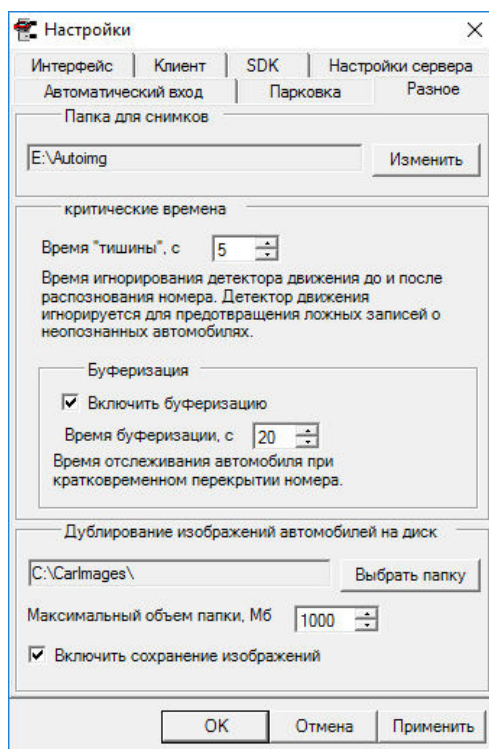 Настройки
Интерфейс Клиент SDK Настройки сервера
Автоматический вход Парковка Разное
Папка для снимков
E:\Autoimg Изменить
критические времена
Время "тишины", с 5
Время игнорирования детектора движения до и после
распознования номера. Детектор движения
игнорируется для предотвращения ложных записей о
неопознанных автомобилях.
Буферизация
Включить буферизацию
Время буферизации, с 20
Время отслеживания автомобиля при
кратковременном перекрытии номера.
Дублирование изображений автомобилей на диск
C:\CarImages\ Выбрать папку
Максимальный объем папки, Мб 1000
Включить сохранение изображений
OK Отмена Применить